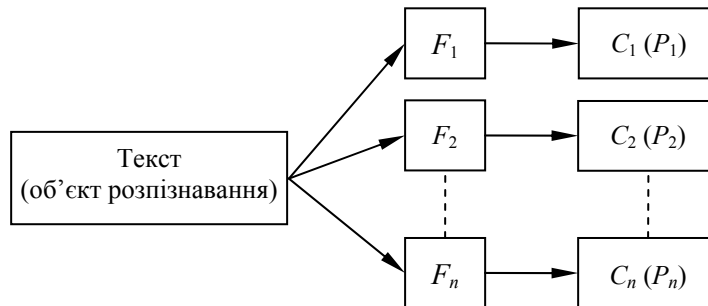 F₁
C₁ (P₁)
F₂
C₂ (P₂)
Текст
(об’єкт розпізнавання)
Fₙ
Cₙ (Pₙ)